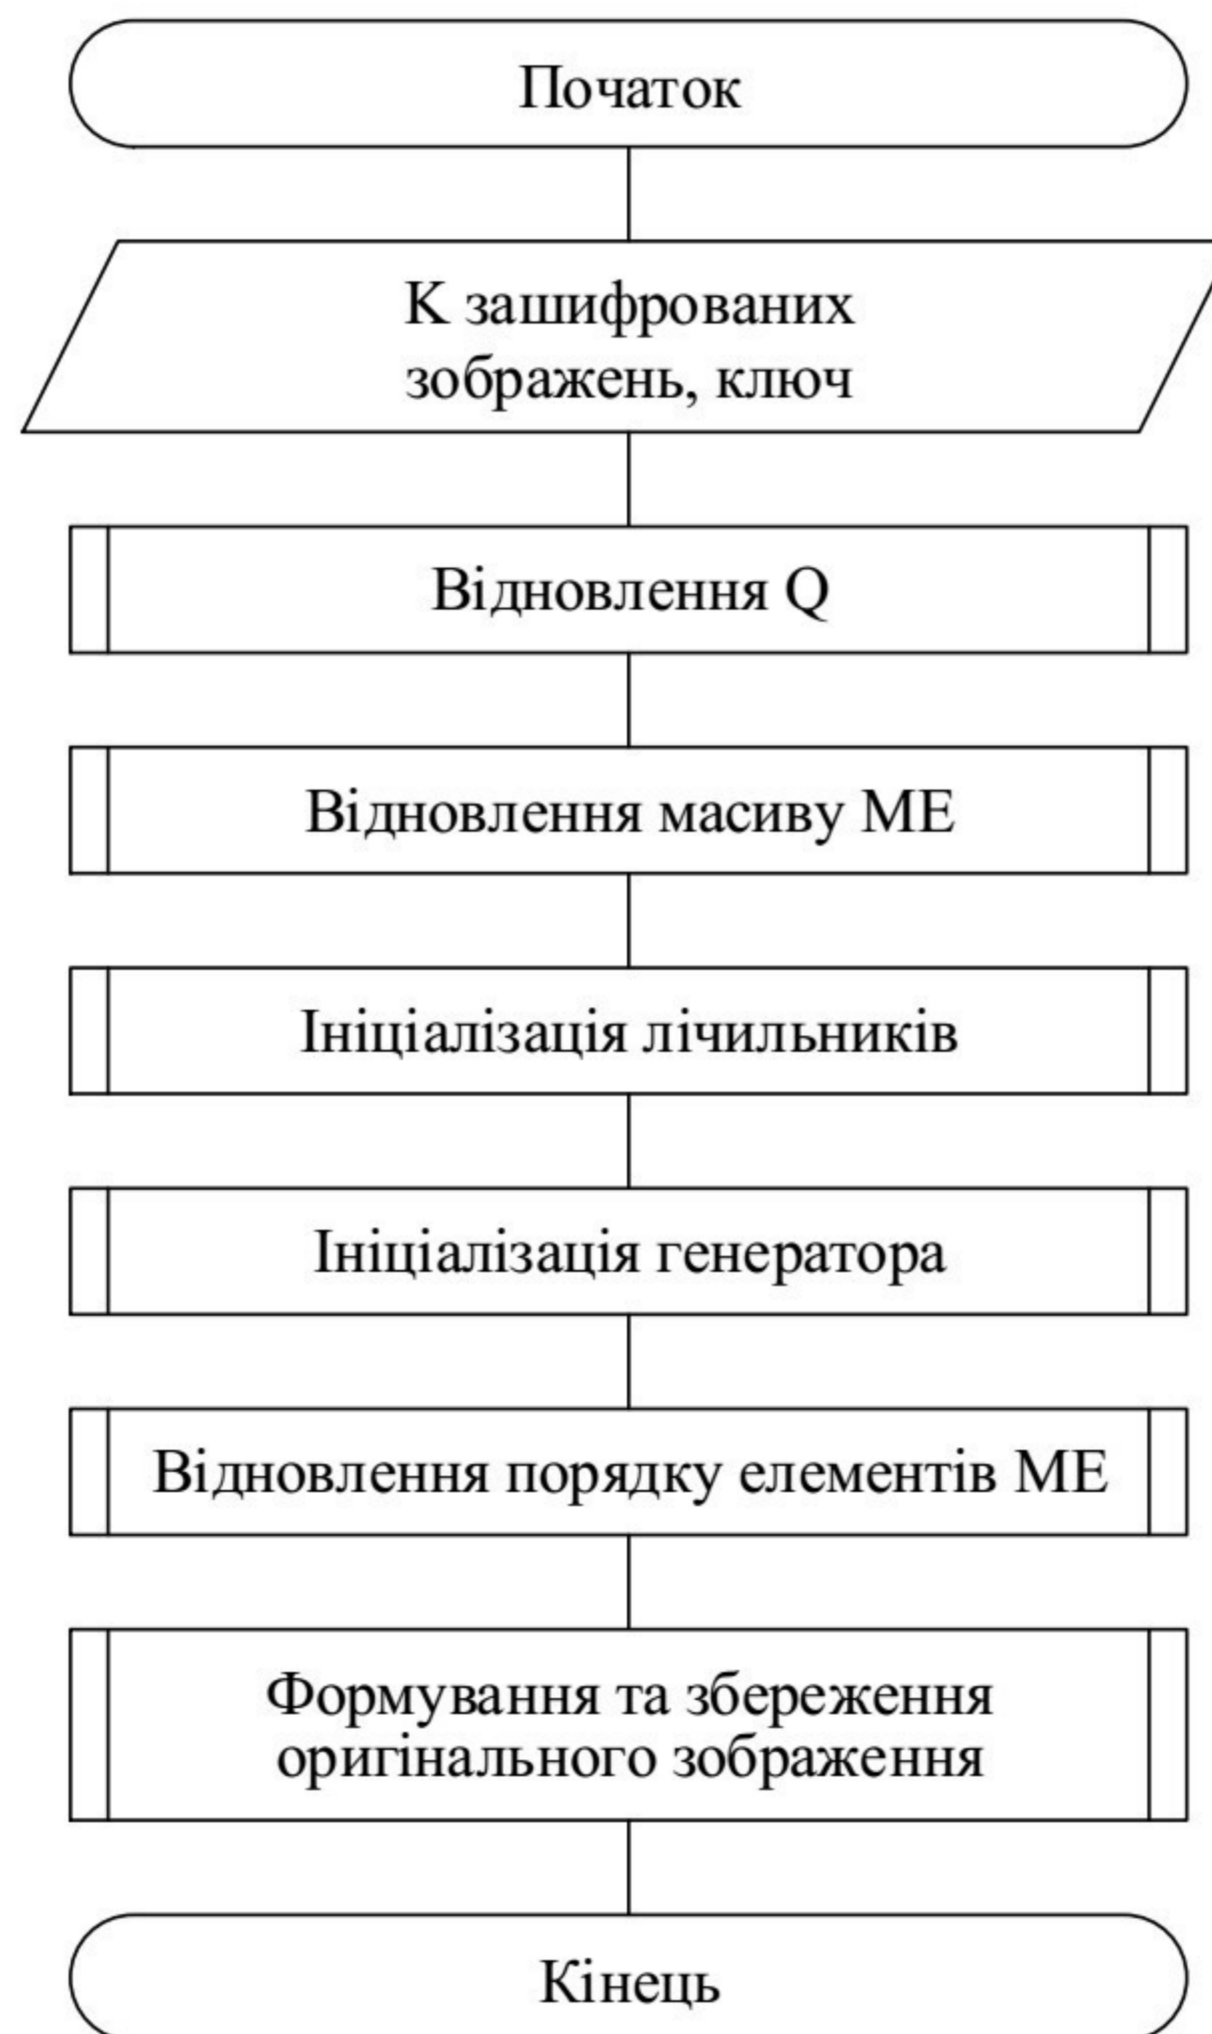 Початок
К зашифрованих
зображень, ключ
Відновлення Q
Відновлення масиву МЕ
Ініціалізація лічильників
Ініціалізація генератора
Відновлення порядку елементів МЕ
Формування та збереження
оригінального зображення
Кінець